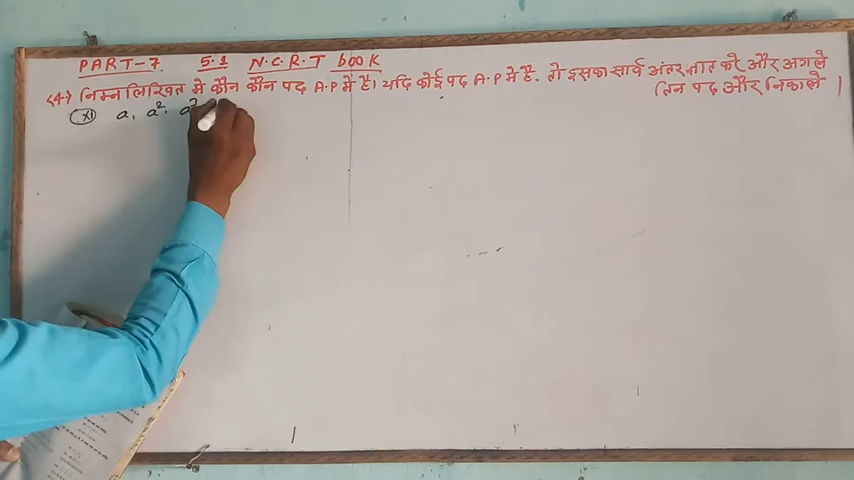 PART-7 5.1 N.C.R.T book
(4.) निम्न लिखित मे कौन कौन पद A.P मे है। यदि कोई पद A.P मे है. तो इसका सार्व अंतर ज्ञात करे और अगले
तिन पद और निकाले ।
(XI) a, a², a³